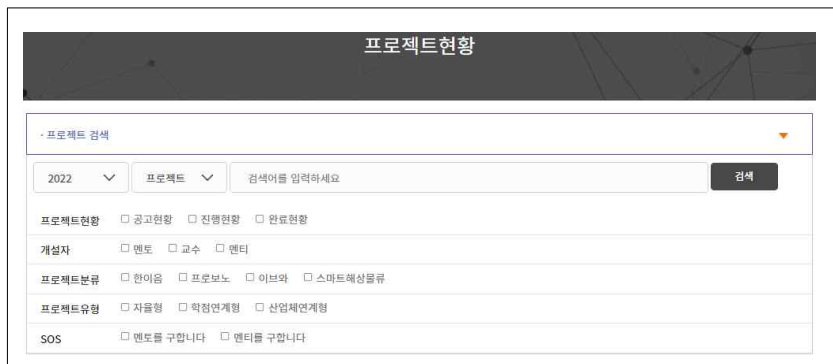 프로젝트현황
· 프로젝트 검색
2022 프로젝트 검색어를 입력하세요 검색
프로젝트현황 공고현황 진행현황 완료현황
개설자 멘토 교수 멘티
프로젝트분류 한이음 프로보노 이브와 스마트해상물류
프로젝트유형 자율형 학점연계형 산업체연계형
SOS 멘토를 구합니다 멘티를 구합니다